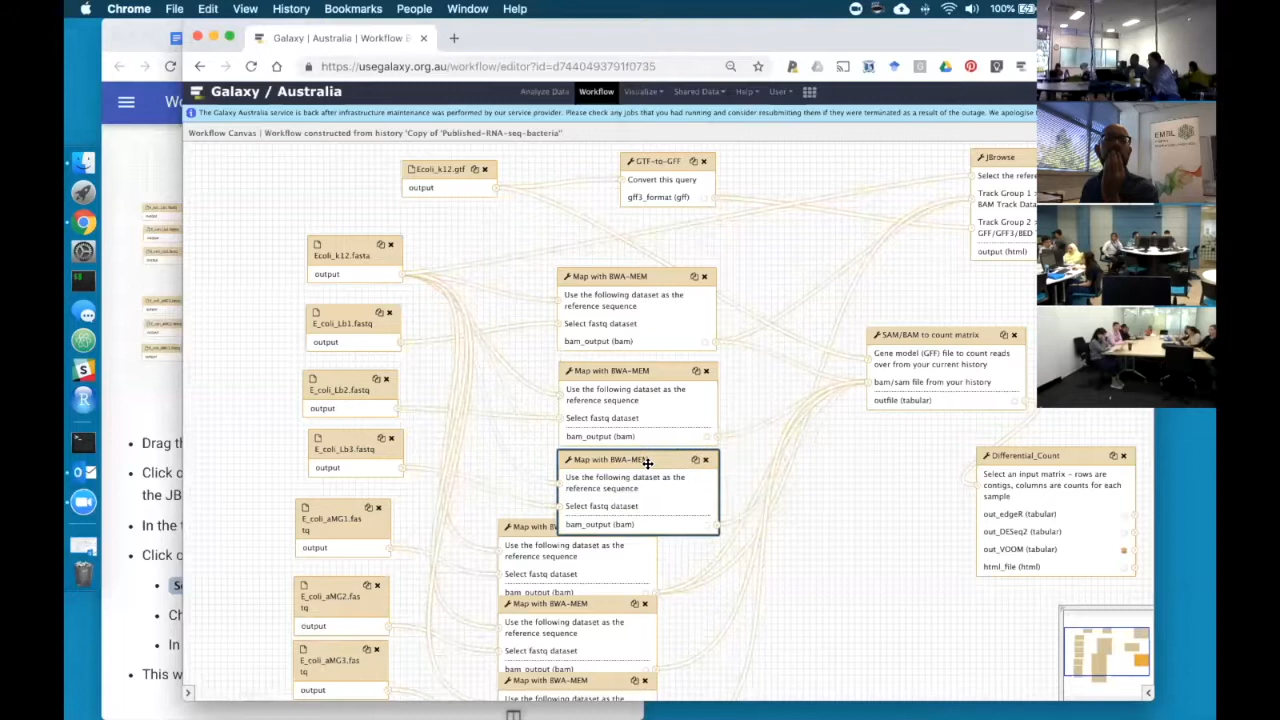 Chrome File Edit View History Bookmarks People Window Help 100%
Galaxy | Australia | Workflow E
https://usegalaxy.org.au/workflow/editor?id=d7440493791f0735
Galaxy / Australia
Analyze Data Workflow Visualize Shared Data Help User
The Galaxy Australia service is back after infrastructure maintenance was performed by our service provider. Please check any jobs that you had running and consider resubmitting them if they were terminated as a result of the outage. We apologise
Workflow Canvas | Workflow constructed from history 'Copy of 'Published-RNA-seq-bacteria''
Ecoli_k12.gtf
output
GTF-to-GFF
Convert this query
gff3_format (gff)
JBrowse
Select the refere
Track Group 1
BAM Track Data
Track Group 2
GFF/GFF3/BED
output (html)
Ecoli_k12.fasta
output
E_coli_Lb1.fastq
output
E_coli_Lb2.fastq
output
E_coli_Lb3.fastq
output
E_coli_aMG1.fas
tq
output
E_coli_aMG2.fas
tq
output
E_coli_aMG3.fas
tq
output
Map with BWA-MEM
Use the following dataset as the
reference sequence
Select fastq dataset
bam_output (bam)
Map with BWA-MEM
Use the following dataset as the
reference sequence
Select fastq dataset
bam_output (bam)
Map with BWA-MEM
Use the following dataset as the
reference sequence
Select fastq dataset
bam_output (bam)
Map with BW
Use the following dataset as the
reference sequence
Select fastq dataset
bam_output (bam)
Map with BWA-MEM
Use the following dataset as the
reference sequence
Select fastq dataset
bam_output (bam)
Map with BWA-MEM
Use the following dataset as the
SAM/BAM to count matrix
Gene model (GFF) file to count reads
over from your current history
bam/sam file from your history
outfile (tabular)
Differential_Count
Select an input matrix - rows are
contigs, columns are counts for each
sample
out_edgeR (tabular)
out_DESeq2 (tabular)
out_VOOM (tabular)
html_file (html)
Drag th
Click o
the JB
In the
Click o
Ch
In
This w
EMBL